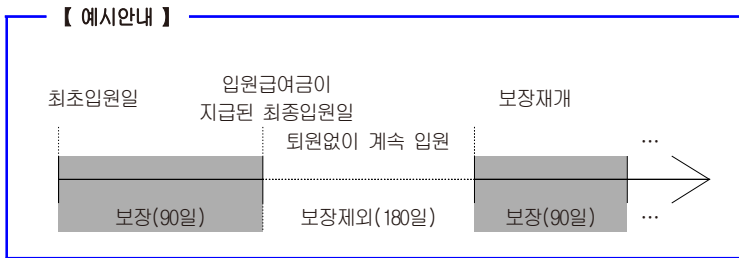 【 예시안내 】
입원급여금이
최초입원일
지급된 최종입원일
보장재개
퇴원없이 계속 입원
…
보장(90일)
보장제외(180일)
보장(90일)
…